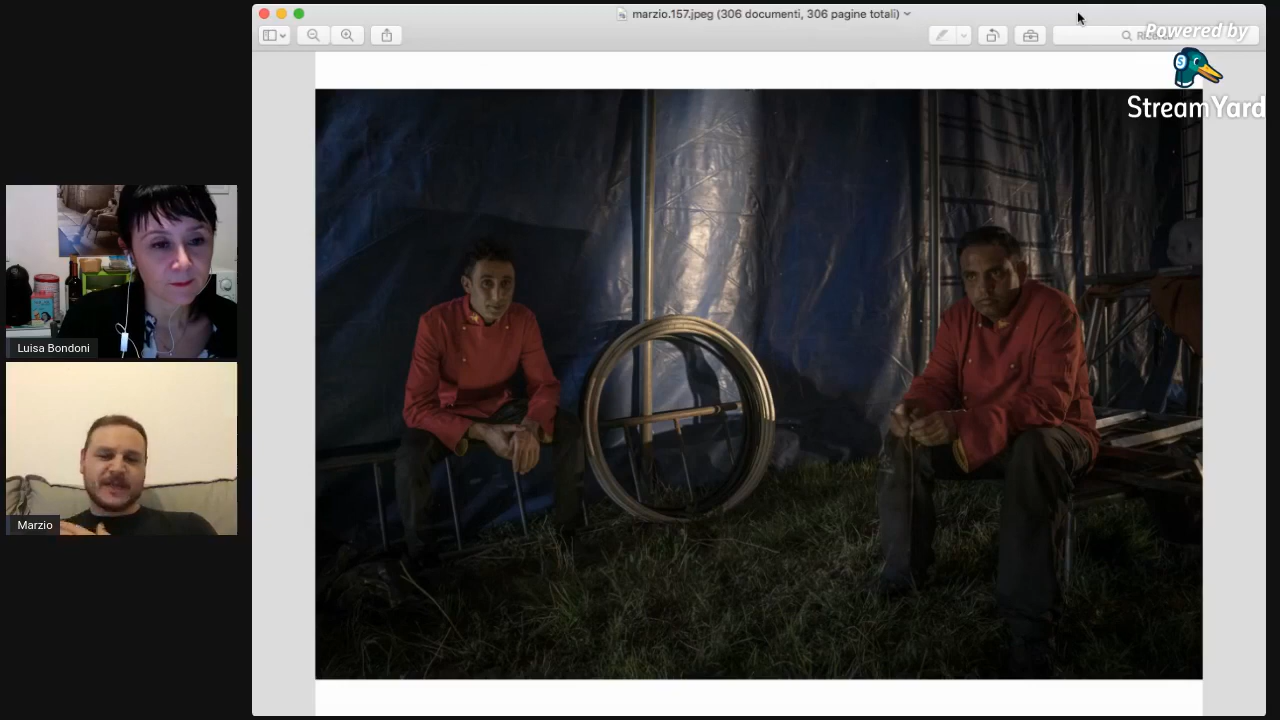 marzio.157.jpeg (306 documenti, 306 pagine totali)
Powered by
StreamYard
Luisa Bondoni
Marzio